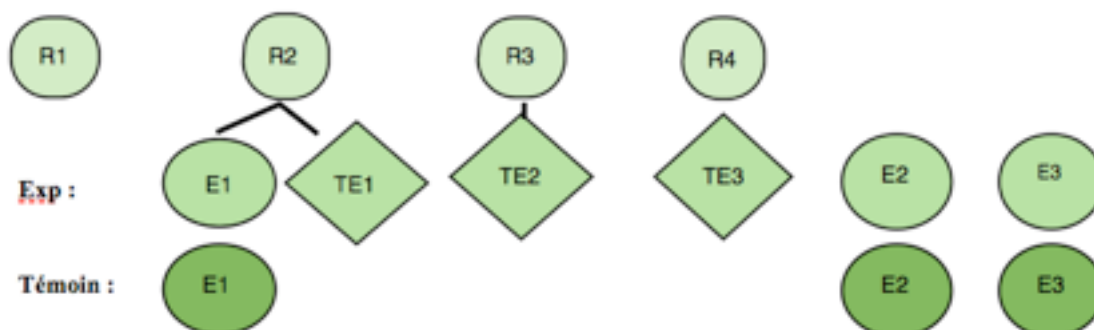 R1 R2 R3 R4
Exp : E1 TE1 TE2 TE3 E2 E3
Témoin : E1 E2 E3